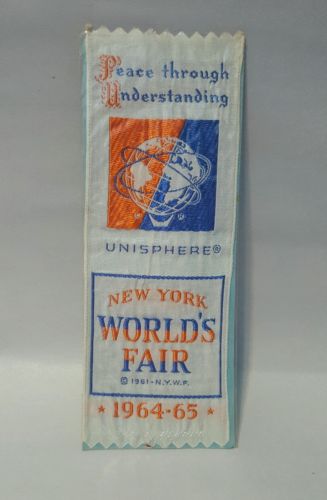 Peace through
Understanding
UNISPHERE®
NEW YORK
WORLD'S
FAIR
© 1961-N.Y.W.F.
★ 1964-65 ★